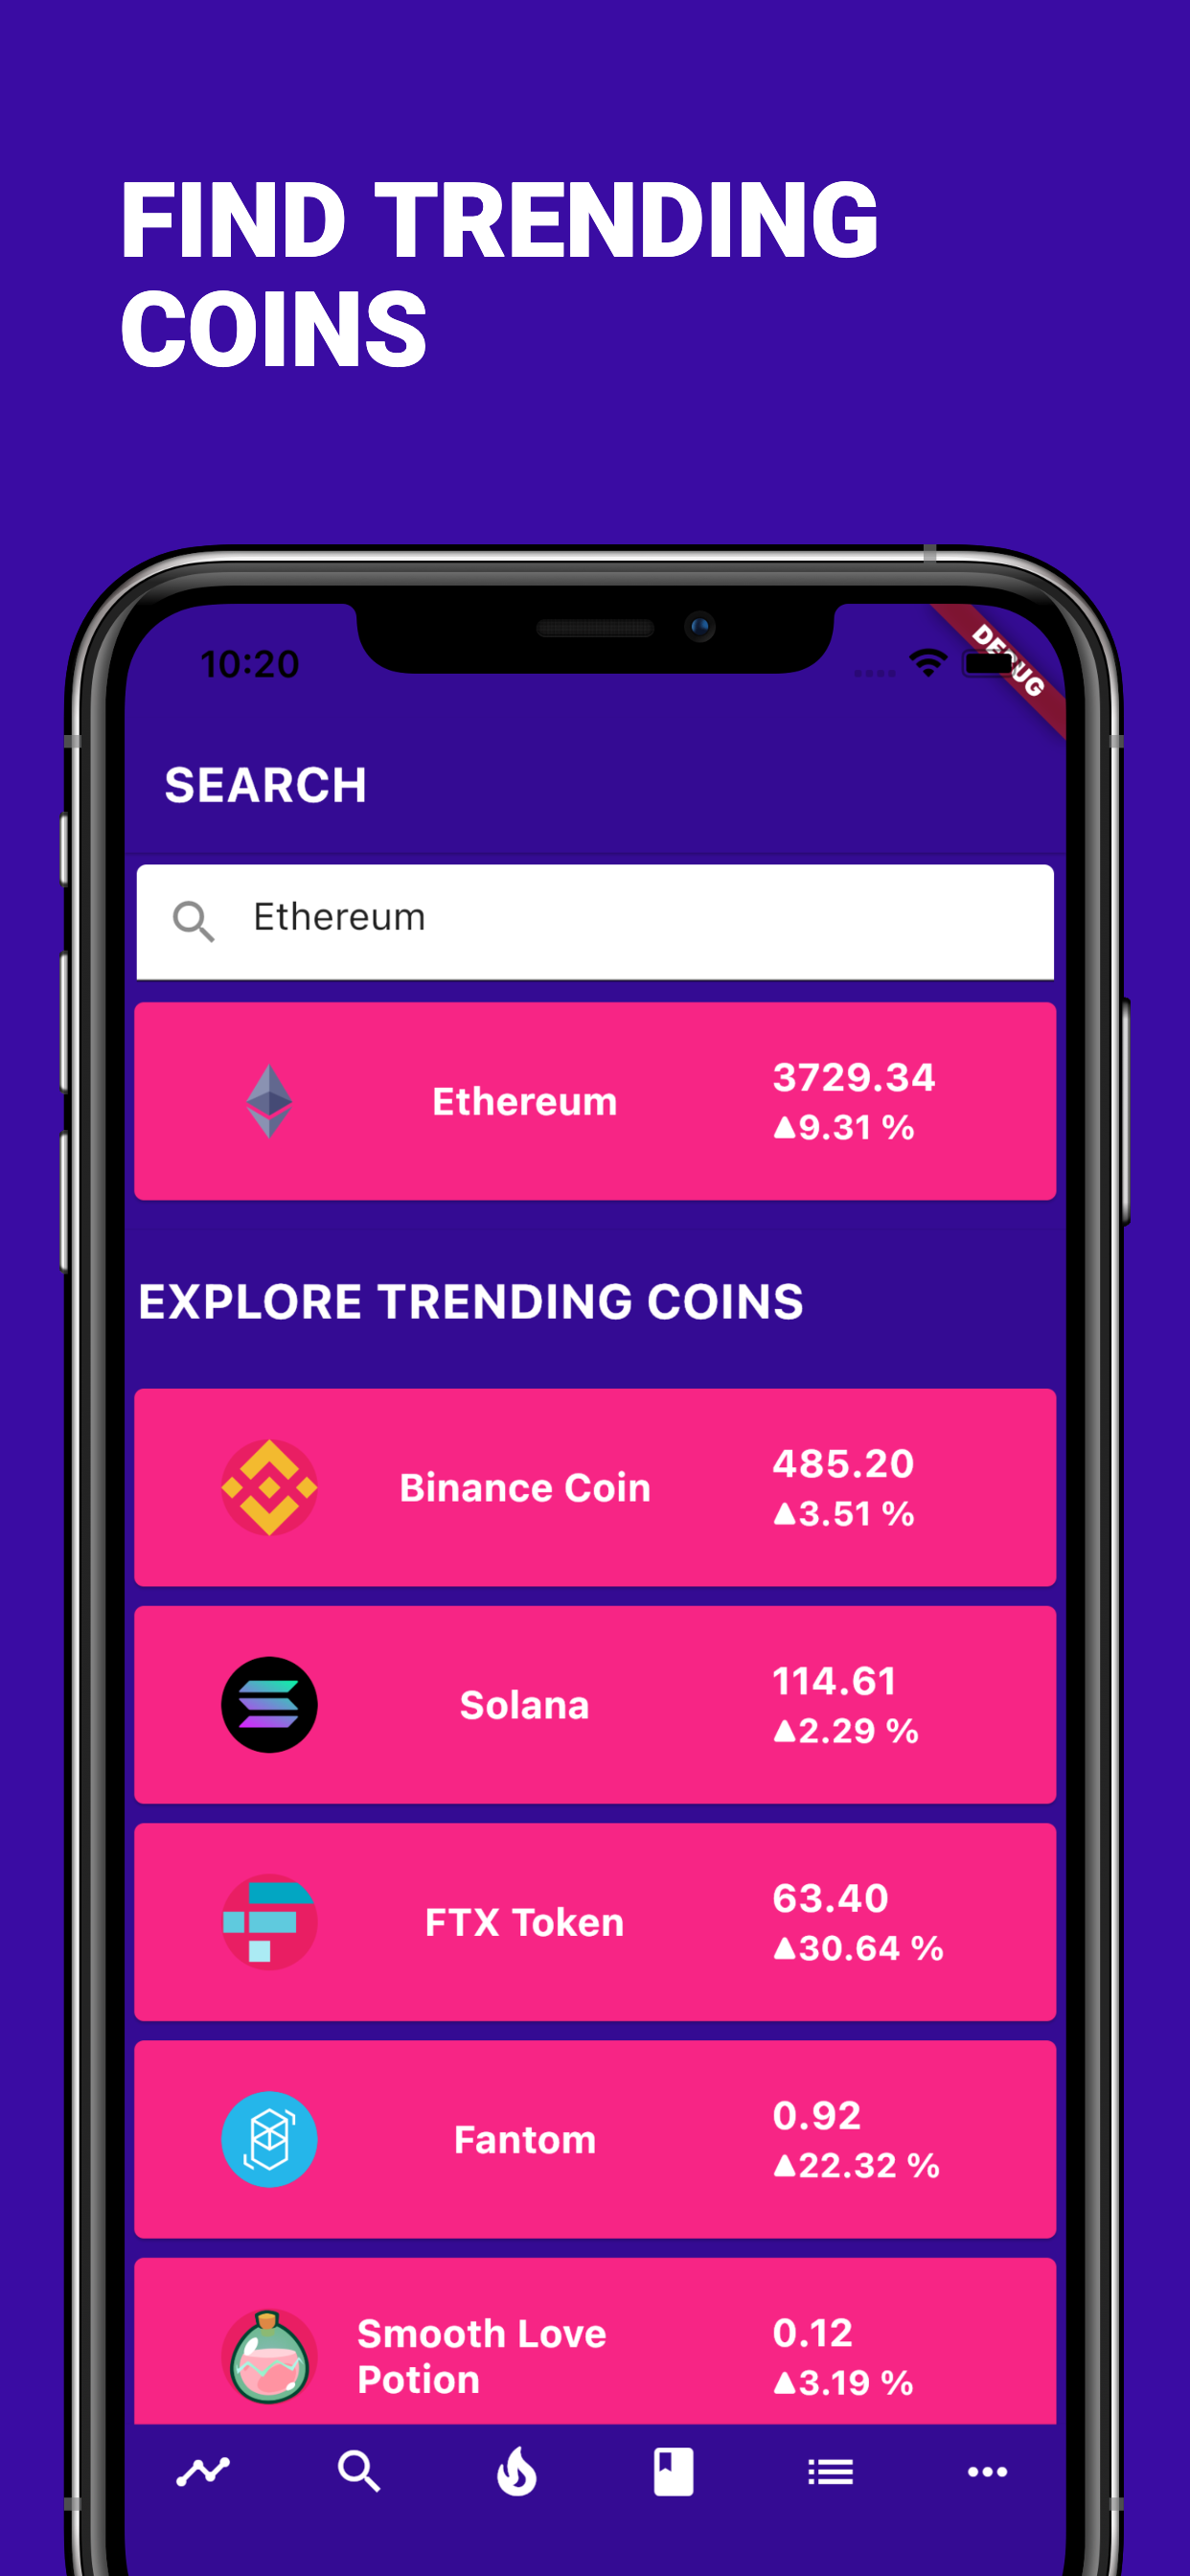 FIND TRENDING
COINS
10:20
DEBUG
SEARCH
Ethereum
Ethereum
3729.34
▲9.31 %
EXPLORE TRENDING COINS
Binance Coin
485.20
▲3.51 %
Solana
114.61
▲2.29 %
FTX Token
63.40
▲30.64 %
Fantom
0.92
▲22.32 %
Smooth Love
Potion
0.12
▲3.19 %